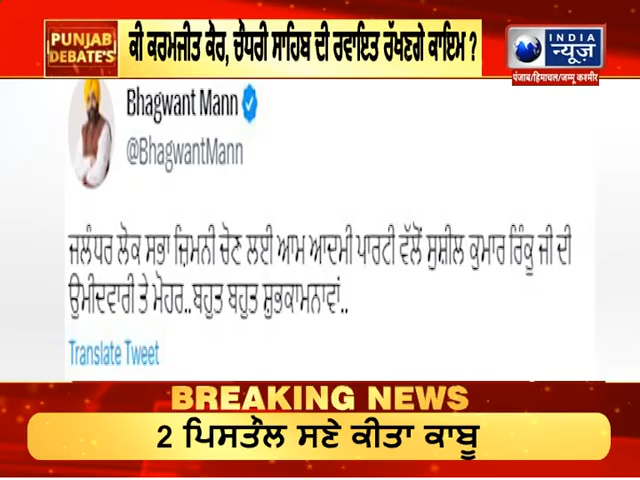 PUNJAB DEBATE'S
ਕੀ ਕਰਮਜੀਤ ਕੌਰ, ਚੌਧਰੀ ਸਾਹਿਬ ਦੀ ਰਵਾਇਤ ਰੱਖਣਗੇ ਕਾਇਮ ?
INDIA
न्यूज़
ਪੰਜਾਬ/ਹਿਮਾਚਲ/ਜਲੂ ਕਸ਼ਮੀਰ
Bhagwant Mann
@BhagwantMann
ਜਲੰਧਰ ਲੋਕ ਸਭਾ ਜ਼ਿਮਨੀ ਚੋਣ ਲਈ ਆਮ ਆਦਮੀ ਪਾਰਟੀ ਵੱਲੋਂ ਸੁਸ਼ੀਲ ਕੁਮਾਰ ਰਿੰਕੂ ਜੀ ਦੀ
ਉਮੀਦਵਾਰੀ ਤੇ ਮੋਹਰ..ਬਹੁਤ ਬਹੁਤ ਸ਼ੁਭਕਾਮਨਾਵਾਂ..
Translate Tweet
BREAKING NEWS
2 ਪਿਸਤੌਲ ਸਣੇ ਕੀਤਾ ਕਾਬੂ